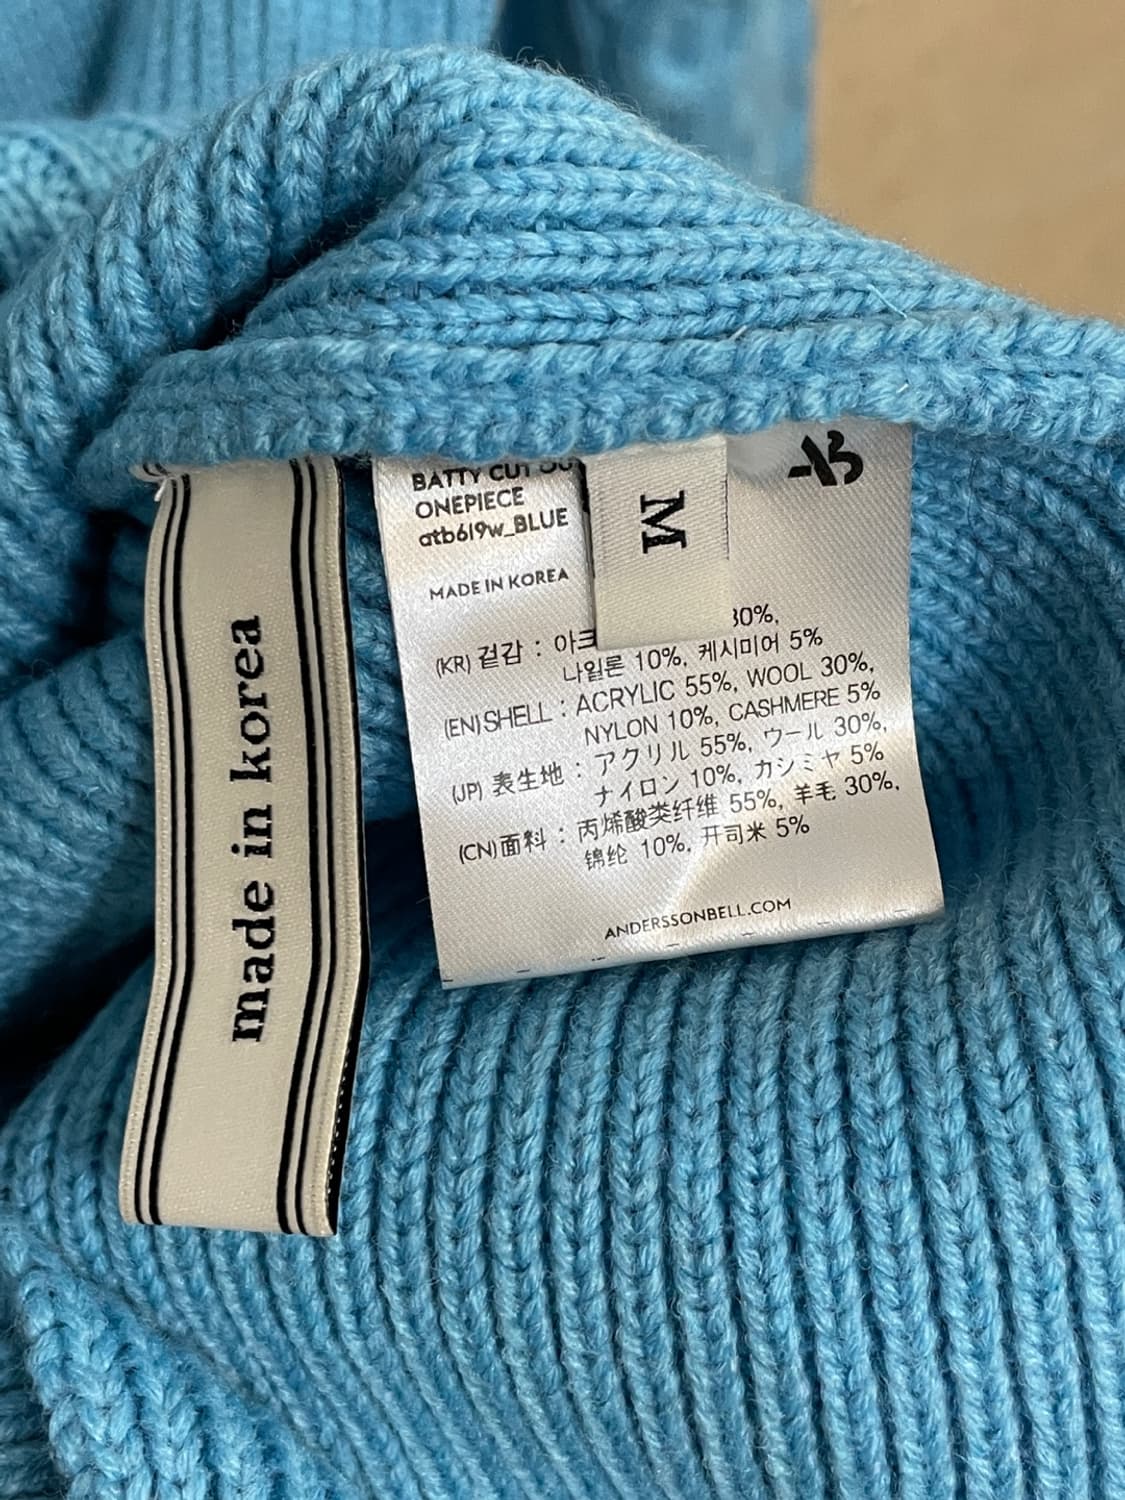 made in korea
BATTY CUT OU
ONEPIECE
atb619w_BLUE
M
MADE IN KOREA
(KR) 겉감 : 아크 30%,
나일론 10%, 케시미어 5%
(EN) SHELL : ACRYLIC 55%, WOOL 30%,
NYLON 10%, CASHMERE 5%
(JP) 表生地 : アクリル 55%, ウール 30%,
ナイロン 10%, カシミヤ 5%
(CN) 面料 : 丙烯酸类纤维 55%, 羊毛 30%,
锦纶 10%, 开司米 5%
ANDERSSONBELL.COM